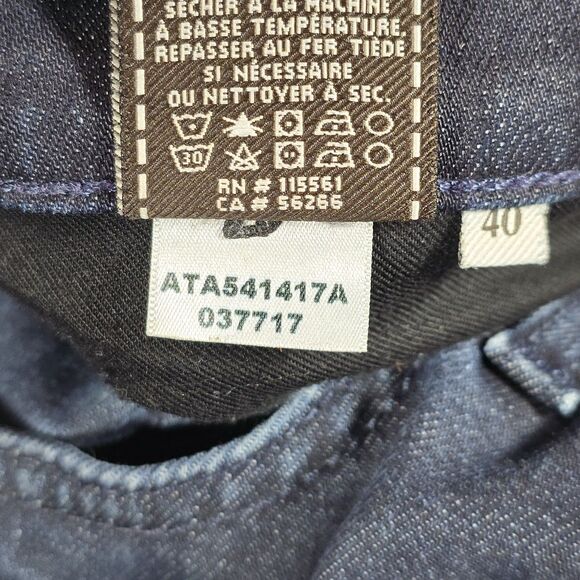 SÉCHER À LA MACHINE
À BASSE TEMPÉRATURE.
REPASSER AU FER TIÈDE
SI NÉCESSAIRE
OU NETTOYER À SEC.
30
RN # 115561
CA # 56266
40
ATA541417A
037717